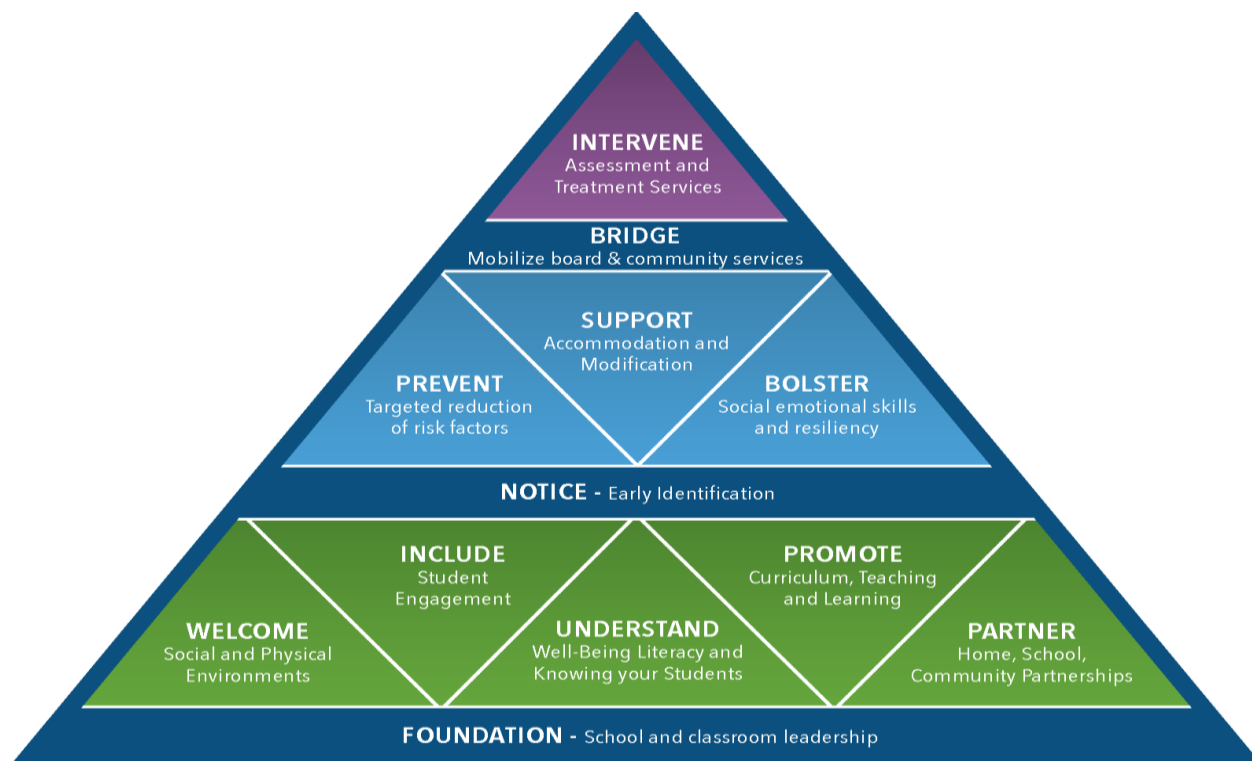 INTERVENE
Assessment and
Treatment Services
BRIDGE
Mobilize board & community services
SUPPORT
Accommodation and
Modification
PREVENT
Targeted reduction
of risk factors
BOLSTER
Social emotional skills
and resiliency
NOTICE - Early Identification
INCLUDE
Student
Engagement
PROMOTE
Curriculum, Teaching
and Learning
WELCOME
Social and Physical
Environments
UNDERSTAND
Well-Being Literacy and
Knowing your Students
PARTNER
Home, School,
Community Partnerships
FOUNDATION - School and classroom leadership